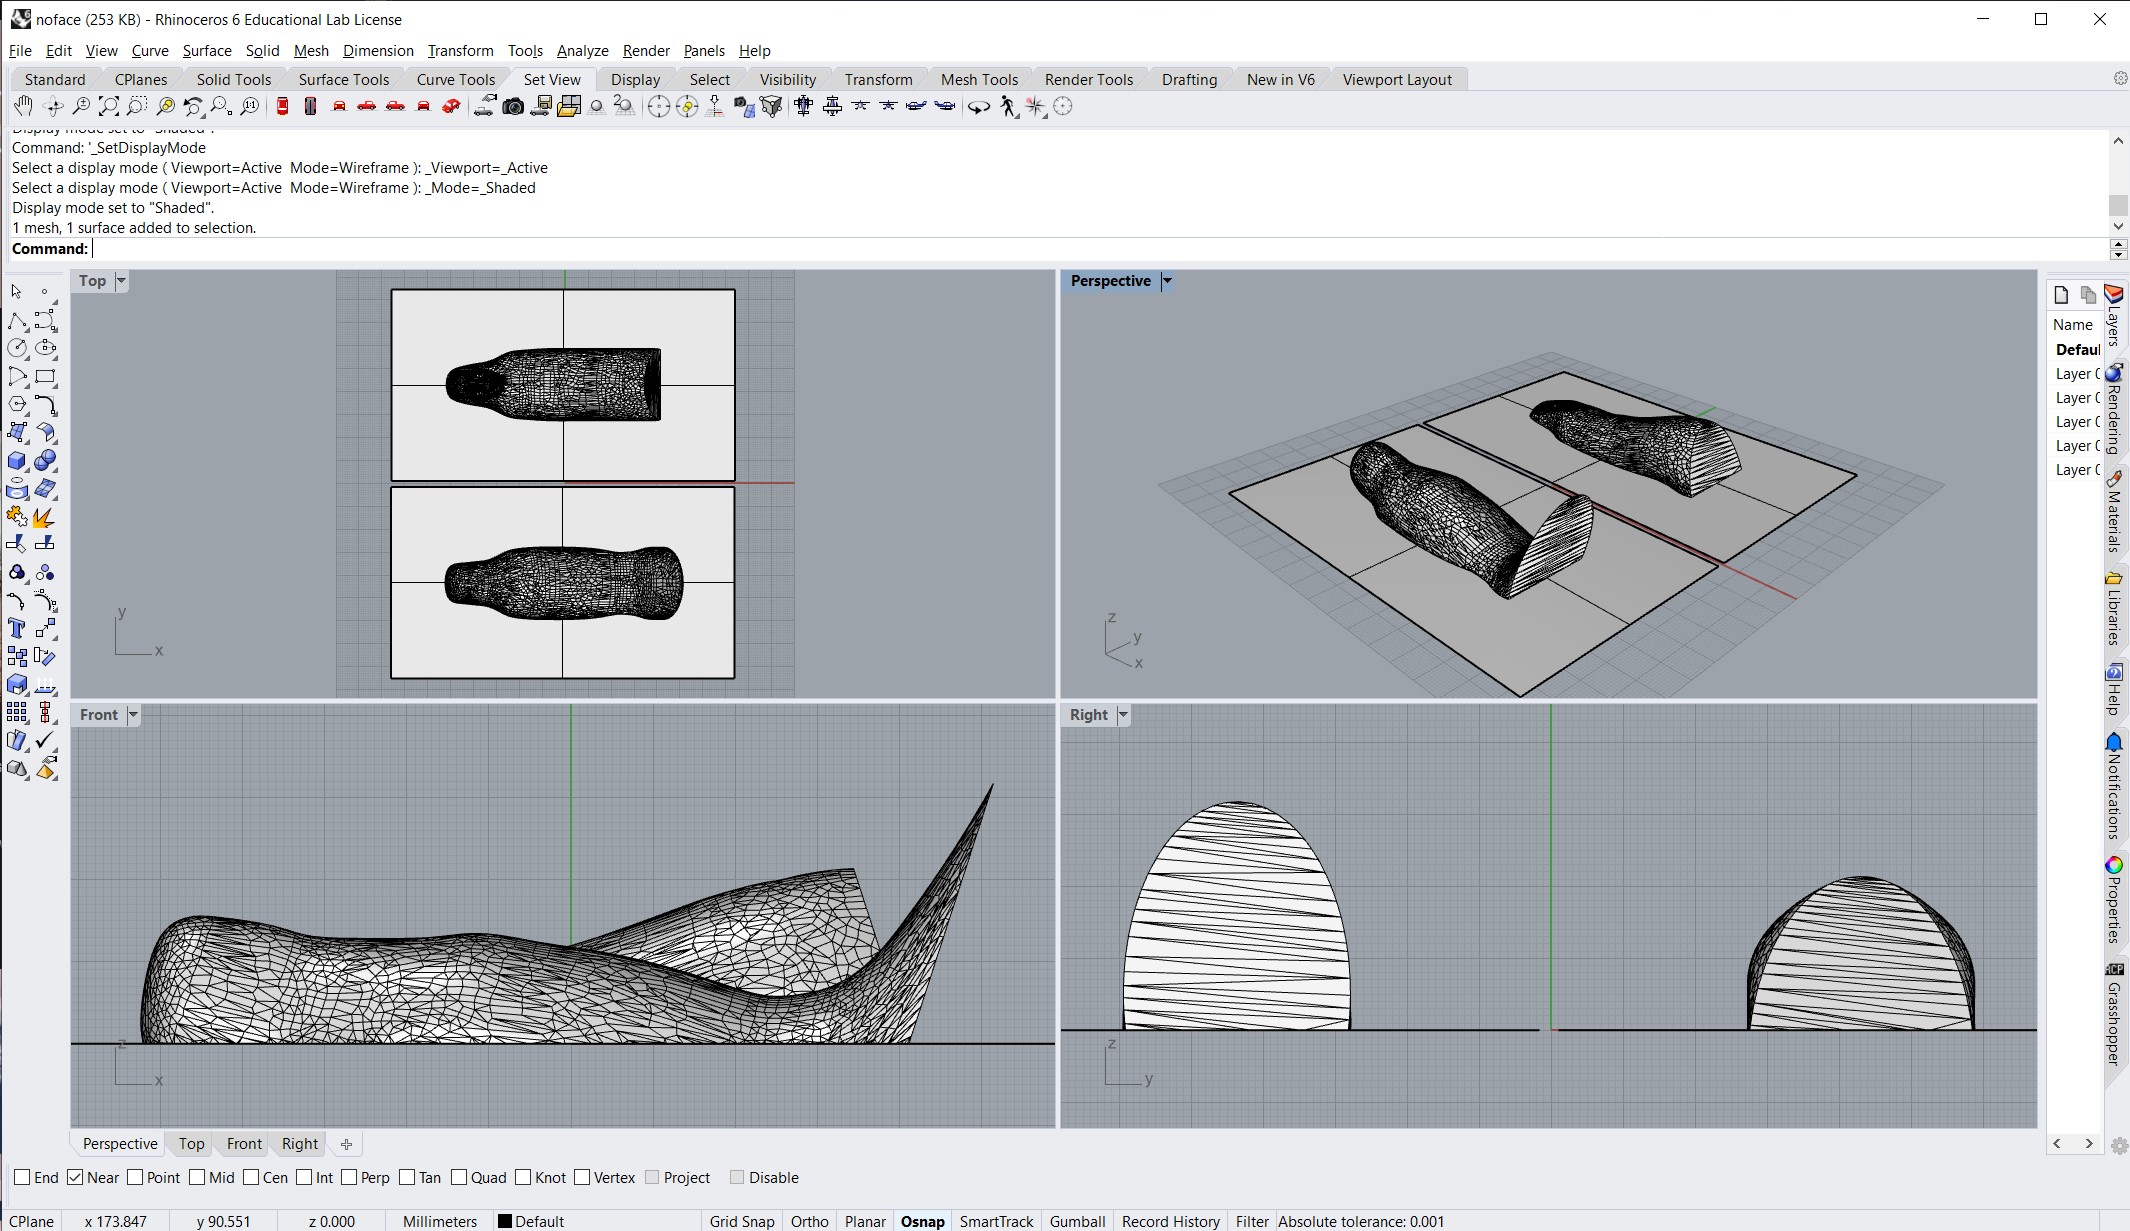 noface (253 KB) - Rhinoceros 6 Educational Lab License
File Edit View Curve Surface Solid Mesh Dimension Transform Tools Analyze Render Panels Help
Standard CPlanes Solid Tools Surface Tools Curve Tools Set View Display Select Visibility Transform Mesh Tools Render Tools Drafting New in V6 Viewport Layout
Display mode set to "Shaded".
Command: '_SetDisplayMode
Select a display mode ( Viewport=Active Mode=Wireframe ): _Viewport=_Active
Select a display mode ( Viewport=Active Mode=Wireframe ): _Mode=_Shaded
Display mode set to "Shaded".
1 mesh, 1 surface added to selection.
Command:
Top
y
x
Perspective
z
y
x
Front
z
x
Right
z
y
Name
Defaul
Layer 0
Layer 0
Layer 0
Layer 0
Layer 0
Layers
Rendering
Materials
Libraries
Help
Notifications
Properties
Grasshopper
Perspective Top Front Right
End Near Point Mid Cen Int Perp Tan Quad Knot Vertex Project Disable
CPlane x 173.847 y 90.551 z 0.000 Millimeters Default Grid Snap Ortho Planar Osnap SmartTrack Gumball Record History Filter Absolute tolerance: 0.001